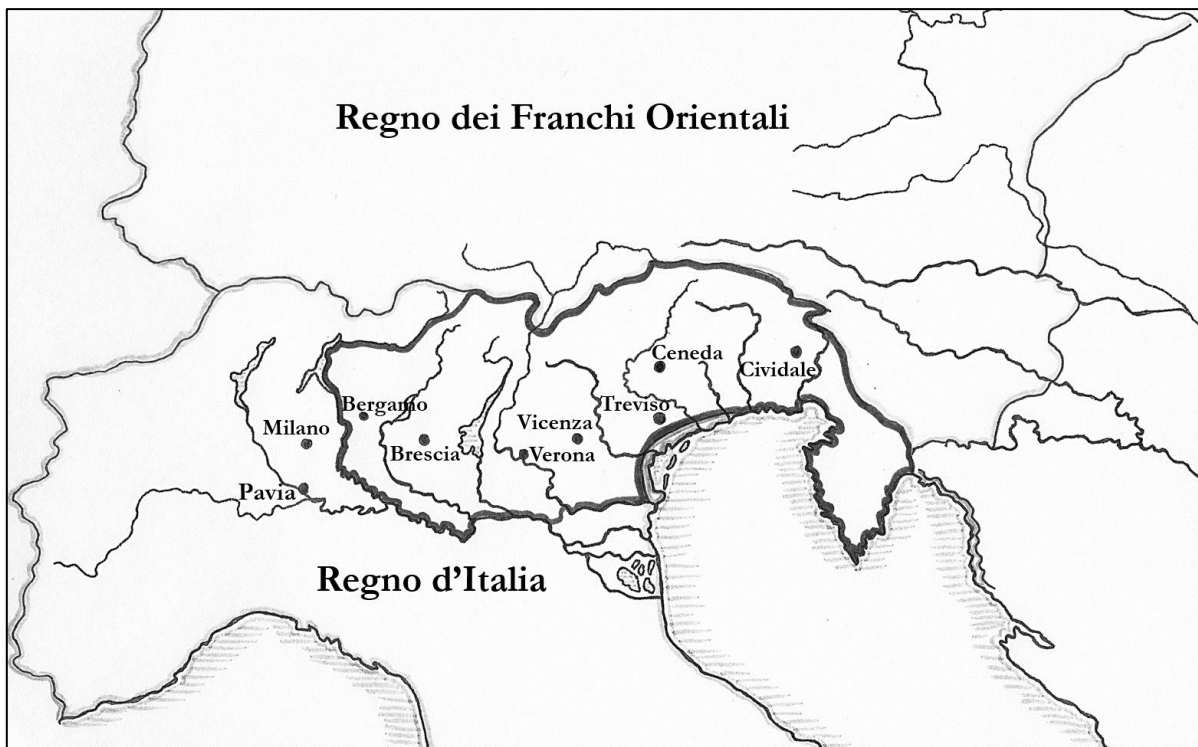 Regno dei Franchi Orientali
Ceneda
Cividale
Bergamo
Treviso
Milano
Vicenza
Brescia
Verona
Pavia
Regno d'Italia